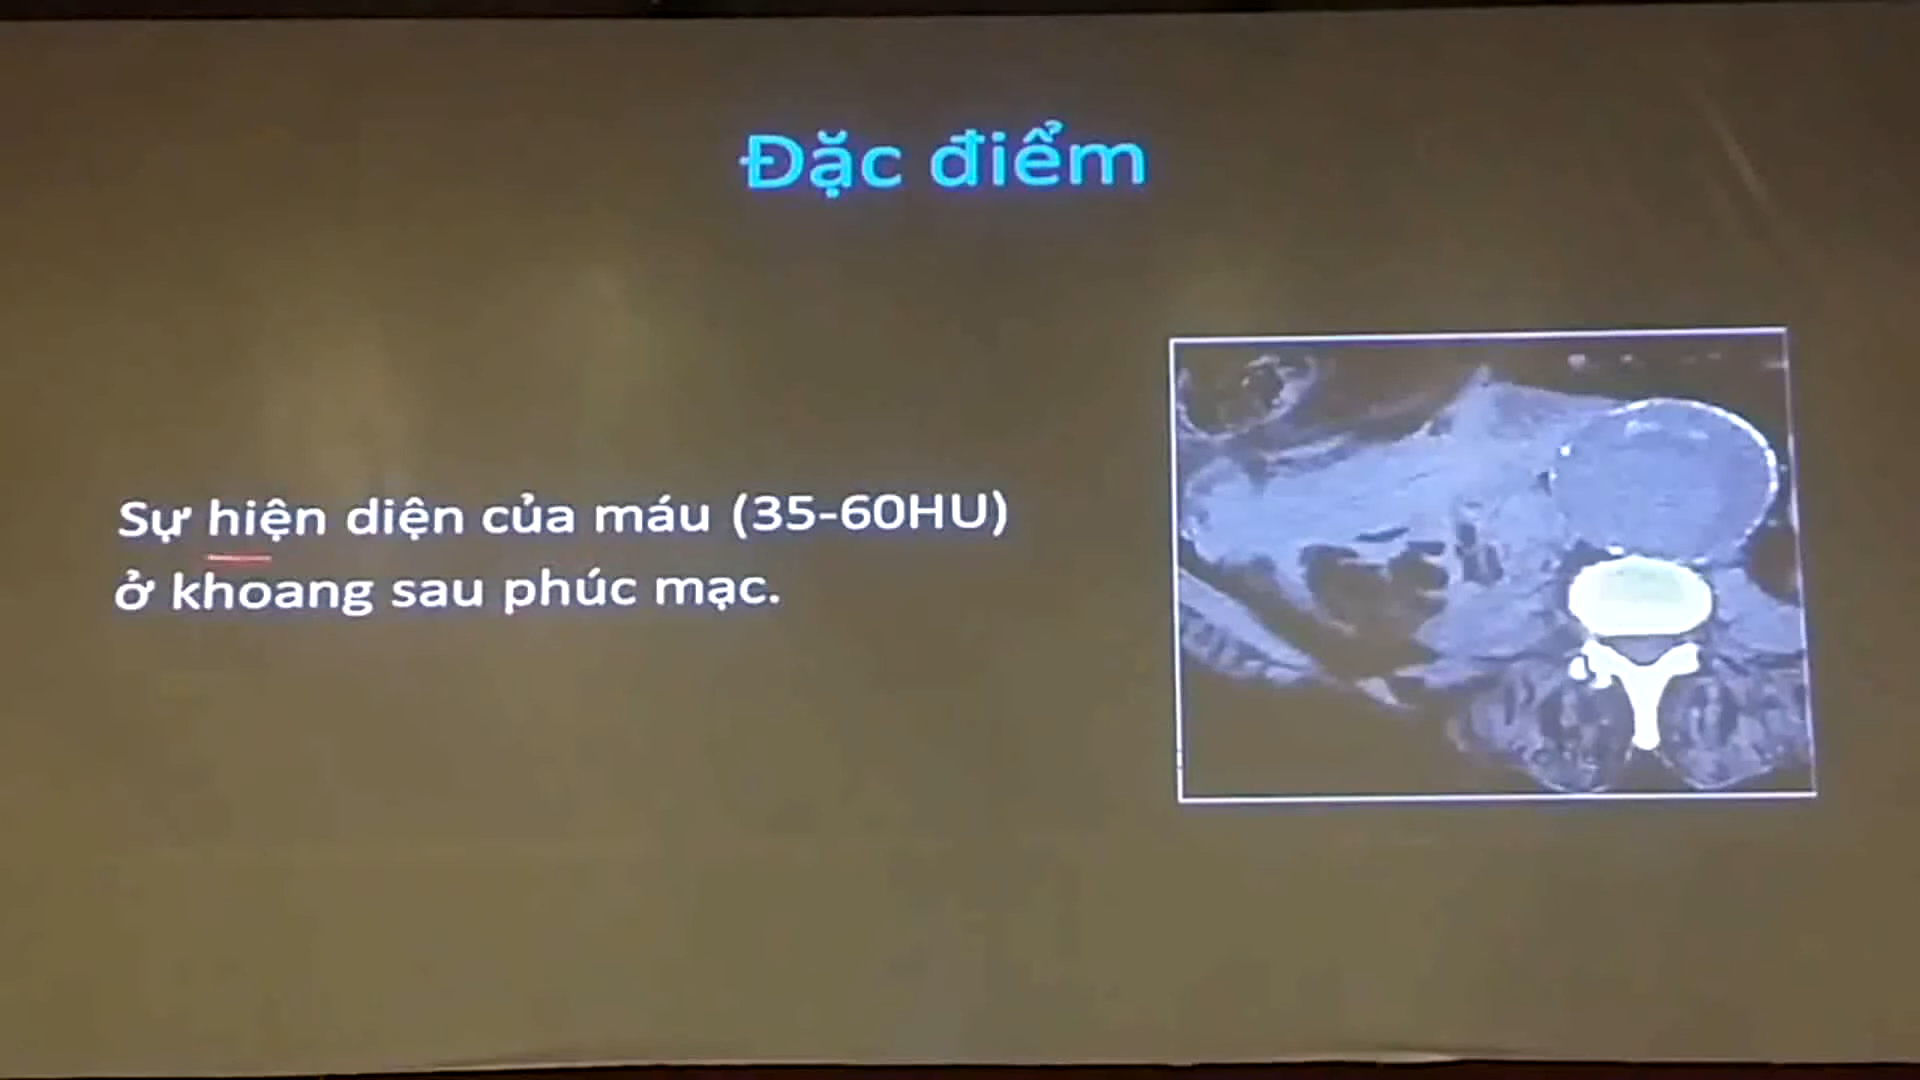 Đặc điểm
Sự hiện diện của máu (35-60HU)
ở khoang sau phúc mạc.